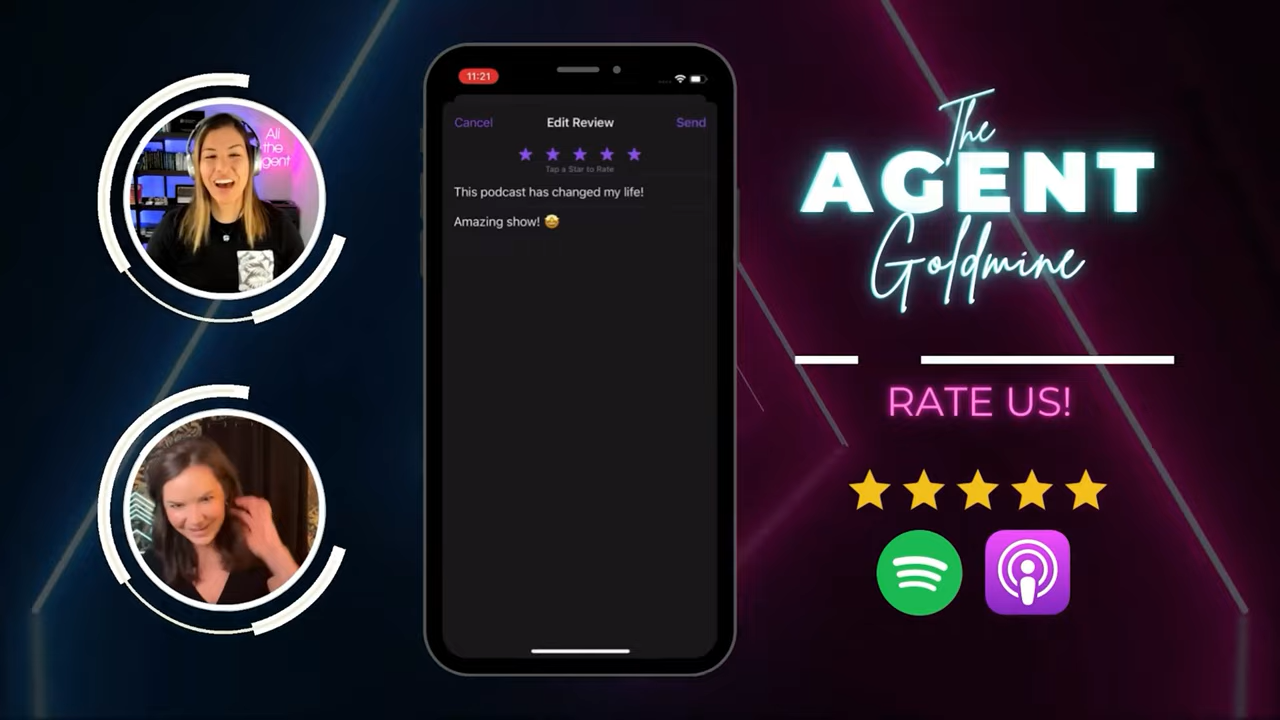 All
the
agent
11:21
Cancel
Edit Review
Send
Tap a Star to Rate
This podcast has changed my life!
Amazing show! 🤩
The
AGENT
Goldmine
RATE US!